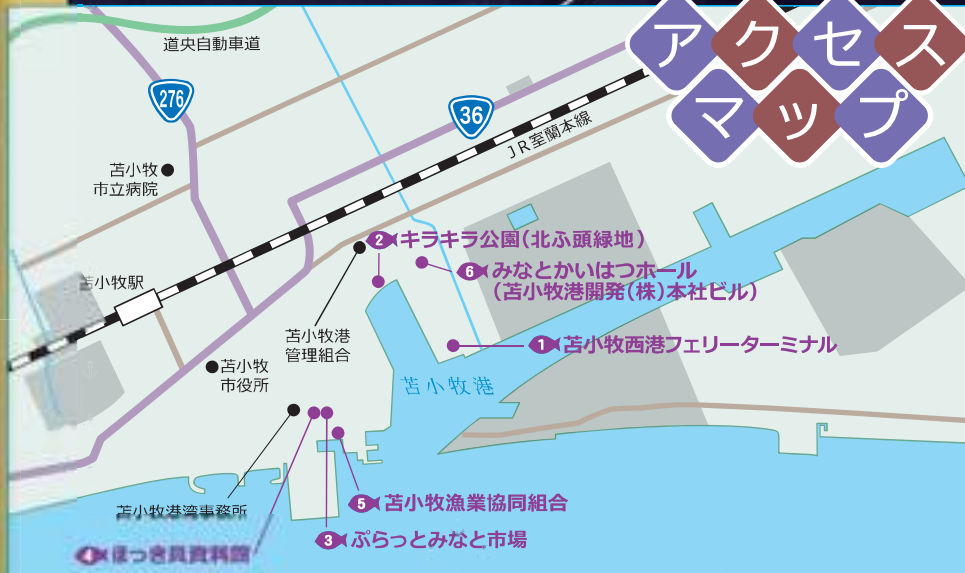 アクセス
マップ
道央自動車道
276
36
JR室蘭本線
苫小牧
市立病院
2 キラキラ公園(北ふ頭緑地)
6 みなとかいはつホール
(苫小牧港開発(株)本社ビル)
苫小牧駅
苫小牧港
管理組合
1 苫小牧西港フェリーターミナル
苫小牧
市役所
苫小牧港
5 苫小牧漁業協同組合
苫小牧港湾事務所
3 ぷらっとみなと市場
4 ほっき貝資料館